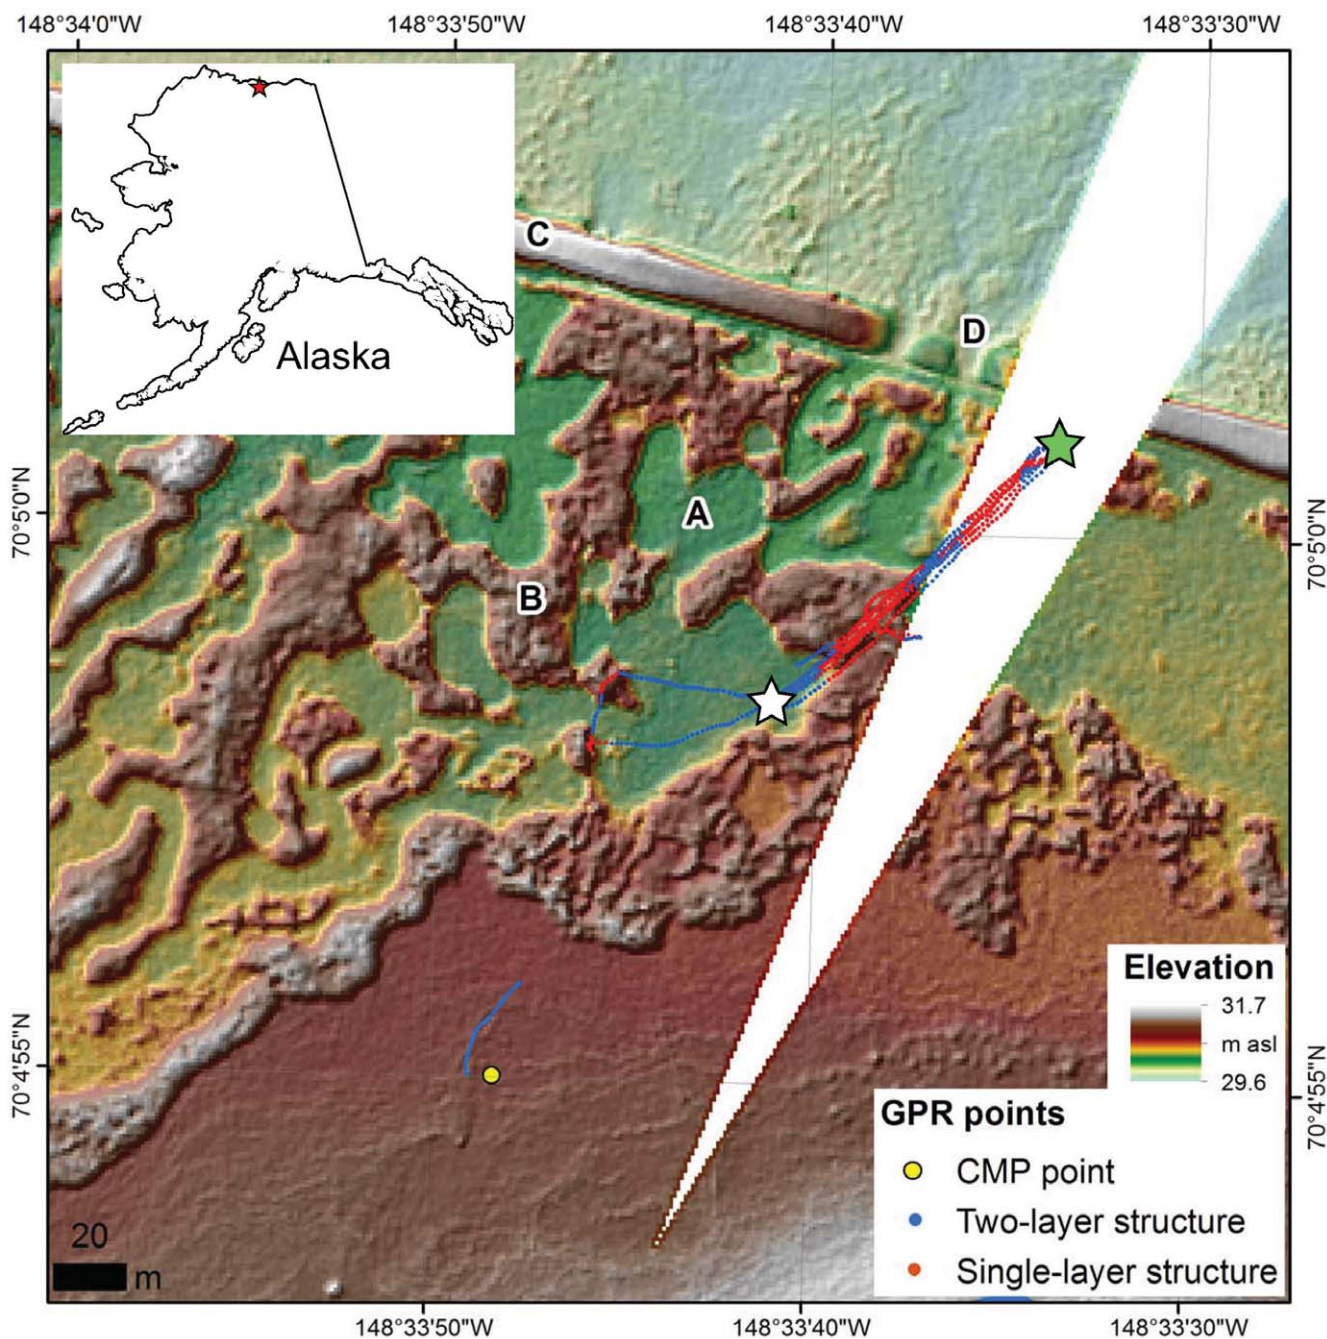 148°34'0"W 148°33'50"W 148°33'40"W 148°33'30"W
C
D
Alaska
70°5'0"N
A
70°5'0"N
B
Elevation
31.7
m asl
29.6
70°4'55"N
70°4'55"N
GPR points
CMP point
Two-layer structure
Single-layer structure
20
m
148°33'50"W 148°33'40"W 148°33'30"W